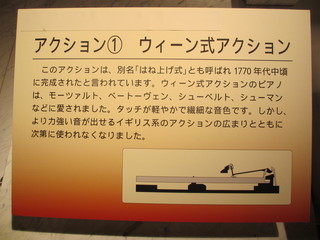 アクション① ウィーン式アクション
このアクションは、別名「はね上げ式」とも呼ばれ1770年代中頃
に完成されたと言われています。ウィーン式アクションのピアノ
は、モーツァルト、ベートーヴェン、シューベルト、シューマン
などに愛されました。タッチが軽やかで繊細な音色です。しかし、
より力強い音が出せるイギリス系のアクションの広まりとともに
次第に使われなくなりました。